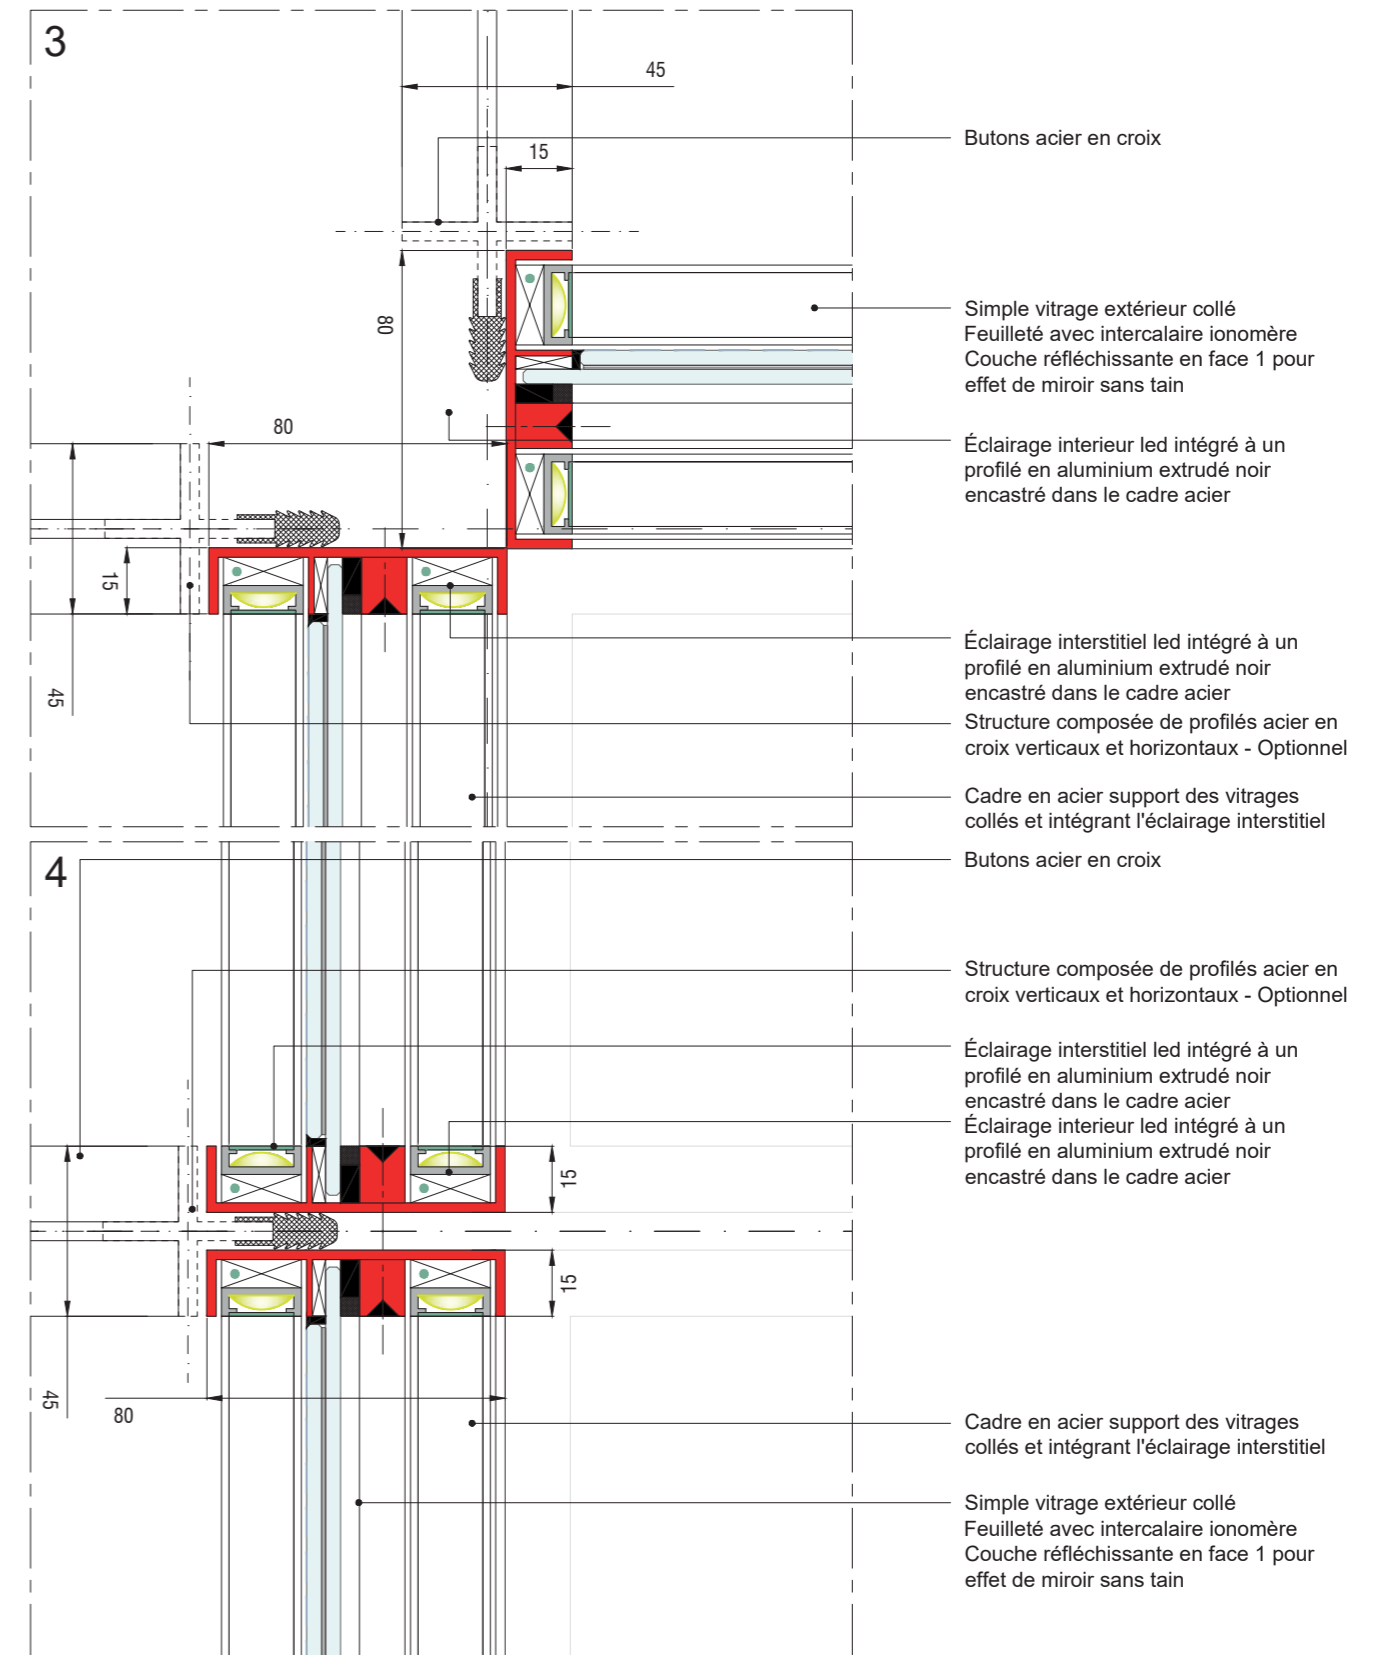 3
45
Butons acier en croix
15
Simple vitrage extérieur collé
Feuilleté avec intercalaire ionomère
Couche réfléchissante en face 1 pour
effet de miroir sans tain
80
80
Éclairage interieur led intégré à un
profilé en aluminium extrudé noir
encastré dans le cadre acier
15
Éclairage interstitiel led intégré à un
profilé en aluminium extrudé noir
encastré dans le cadre acier
45
Structure composée de profilés acier en
croix verticaux et horizontaux - Optionnel
Cadre en acier support des vitrages
collés et intégrant l'éclairage interstitiel
4
Butons acier en croix
Structure composée de profilés acier en
croix verticaux et horizontaux - Optionnel
Éclairage interstitiel led intégré à un
profilé en aluminium extrudé noir
encastré dans le cadre acier
Éclairage interieur led intégré à un
profilé en aluminium extrudé noir
encastré dans le cadre acier
15
15
45
80
Cadre en acier support des vitrages
collés et intégrant l'éclairage interstitiel
Simple vitrage extérieur collé
Feuilleté avec intercalaire ionomère
Couche réfléchissante en face 1 pour
effet de miroir sans tain